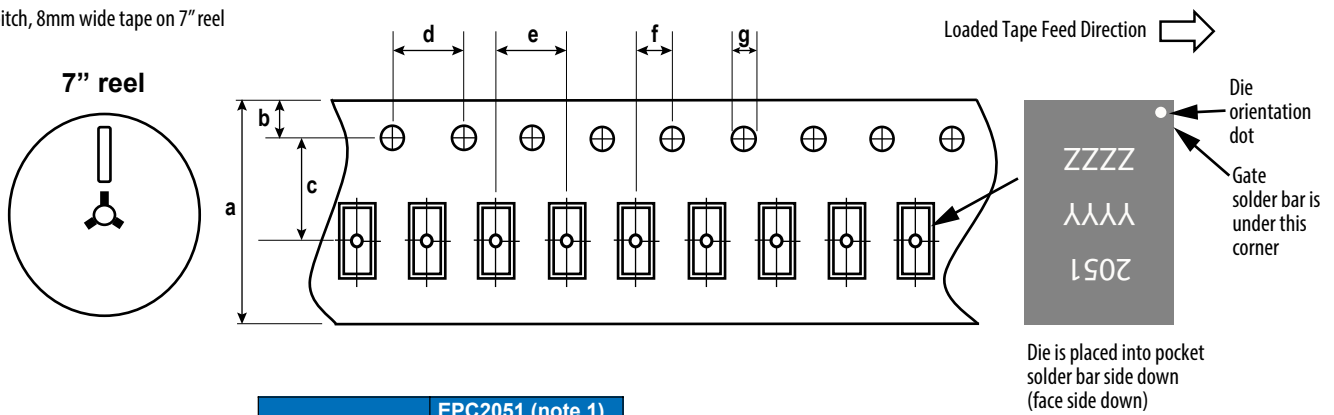 itch, 8mm wide tape on 7” reel
7” reel
a
b
c
d
e
f
g
Loaded Tape Feed Direction
Die
orientation
dot
Gate
solder bar is
under this
corner
2051
YYYY
ZZZZ
Die is placed into pocket
solder bar side down
(face side down)
EPC2051 (note 1)